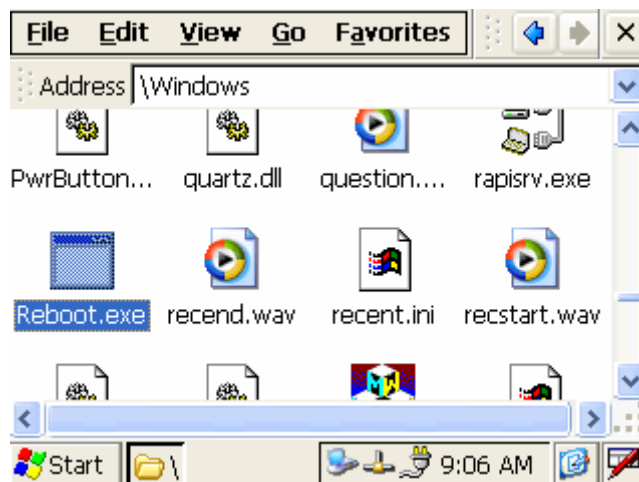 File Edit View Go Favorites
Address \Windows
PwrButton... quartz.dll question.... rapisrv.exe
Reboot.exe recend.wav recent.ini recstart.wav
Start \ 9:06 AM